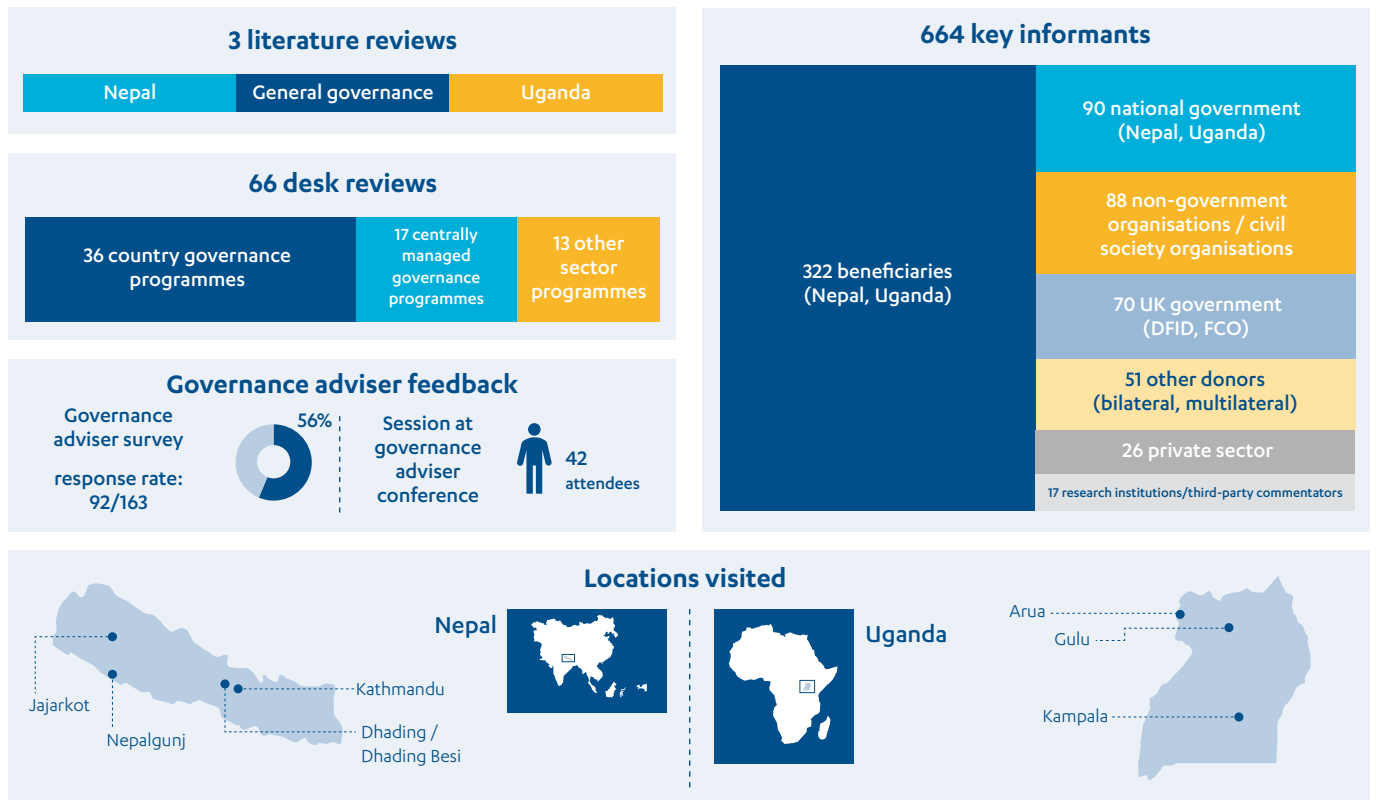 3 literature reviews
Nepal
General governance
Uganda
66 desk reviews
36 country governance
programmes
17 centrally
managed
governance
programmes
13 other
sector
programmes
Governance adviser feedback
Governance
adviser survey
response rate:
92/163
56%
Session at
governance
adviser
conference
42
attendees
664 key informants
322 beneficiaries
(Nepal, Uganda)
90 national government
(Nepal, Uganda)
88 non-government
organisations / civil
society organisations
70 UK government
(DFID, FCO)
51 other donors
(bilateral, multilateral)
26 private sector
17 research institutions/third-party commentators
Locations visited
Nepal
Jajarkot
Nepalgunj
Kathmandu
Dhading /
Dhading Besi
Uganda
Arua
Gulu
Kampala